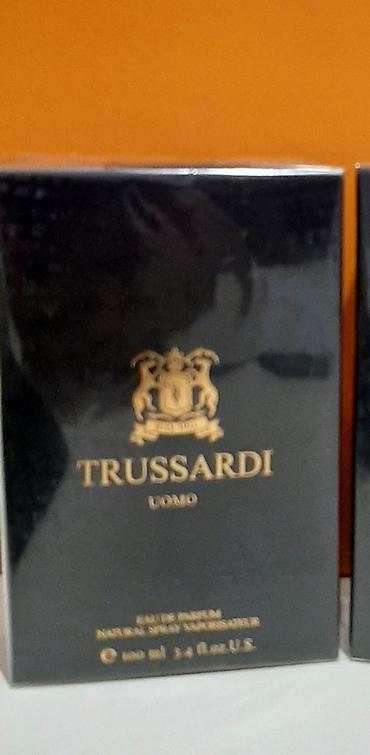 TRUSSARDI
UOMO
EAU DE PARFUM
NATURAL SPRAY VAPORISATEUR
℮ 100 ml 3.4 fl.oz.U.S.